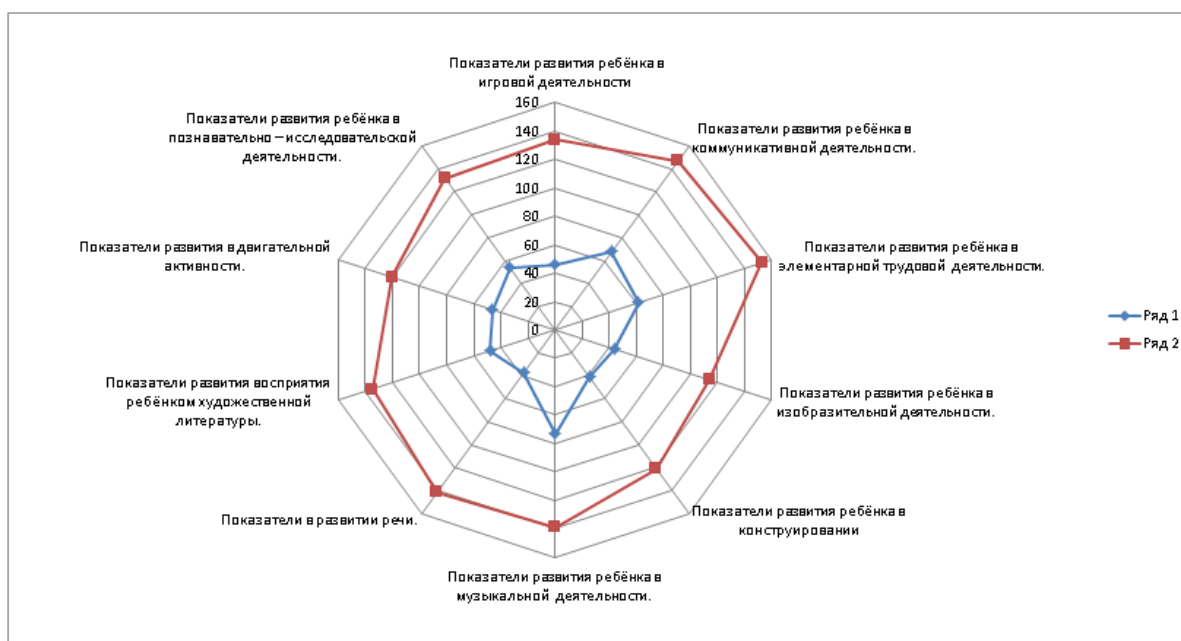 Показатели развития ребёнка в
игровой деятельности
Показатели развития ребёнка в
коммуникативной деятельности.
Показатели развития ребёнка в
элементарной трудовой деятельности.
Показатели развития ребёнка в
изобразительной деятельности.
Показатели развития ребёнка в
конструировании
Показатели развития ребёнка в
музыкальной деятельности.
Показатели в развитии речи.
Показатели развития восприятия
ребёнком художественной
литературы.
Показатели развития в двигательной
активности.
Показатели развития ребёнка в
познавательно – исследовательской
деятельности.
160
140
120
100
80
60
40
20
0
Ряд 1
Ряд 2